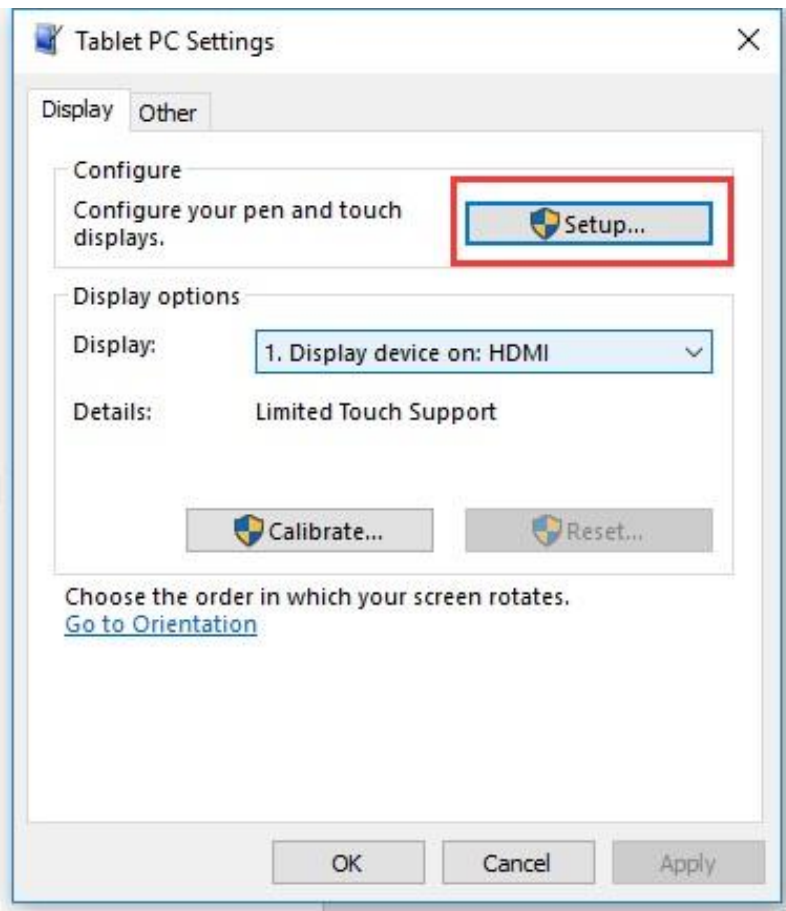 Tablet PC Settings
Display
Other
Configure
Configure your pen and touch
displays.
Setup...
Display options
Display:
1. Display device on: HDMI
Details:
Limited Touch Support
Calibrate...
Reset...
Choose the order in which your screen rotates.
Go to Orientation
OK
Cancel
Apply